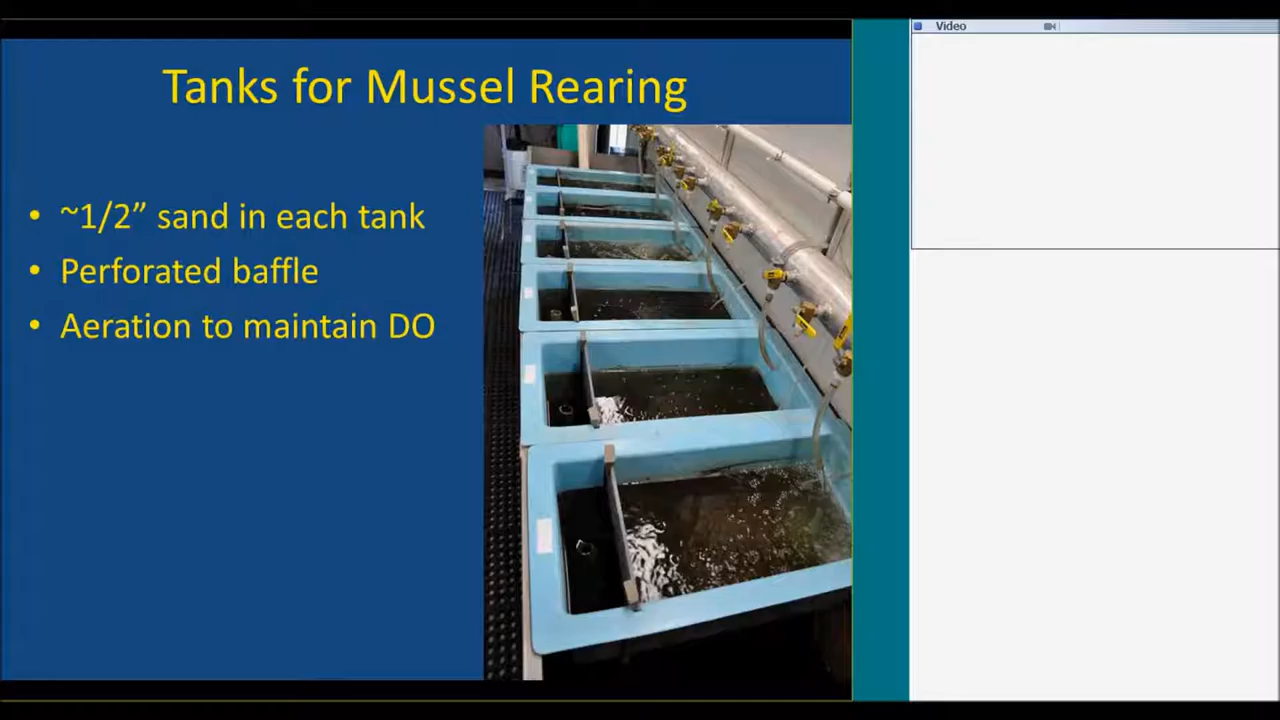 Tanks for Mussel Rearing
• ~1/2” sand in each tank
• Perforated baffle
• Aeration to maintain DO
Video